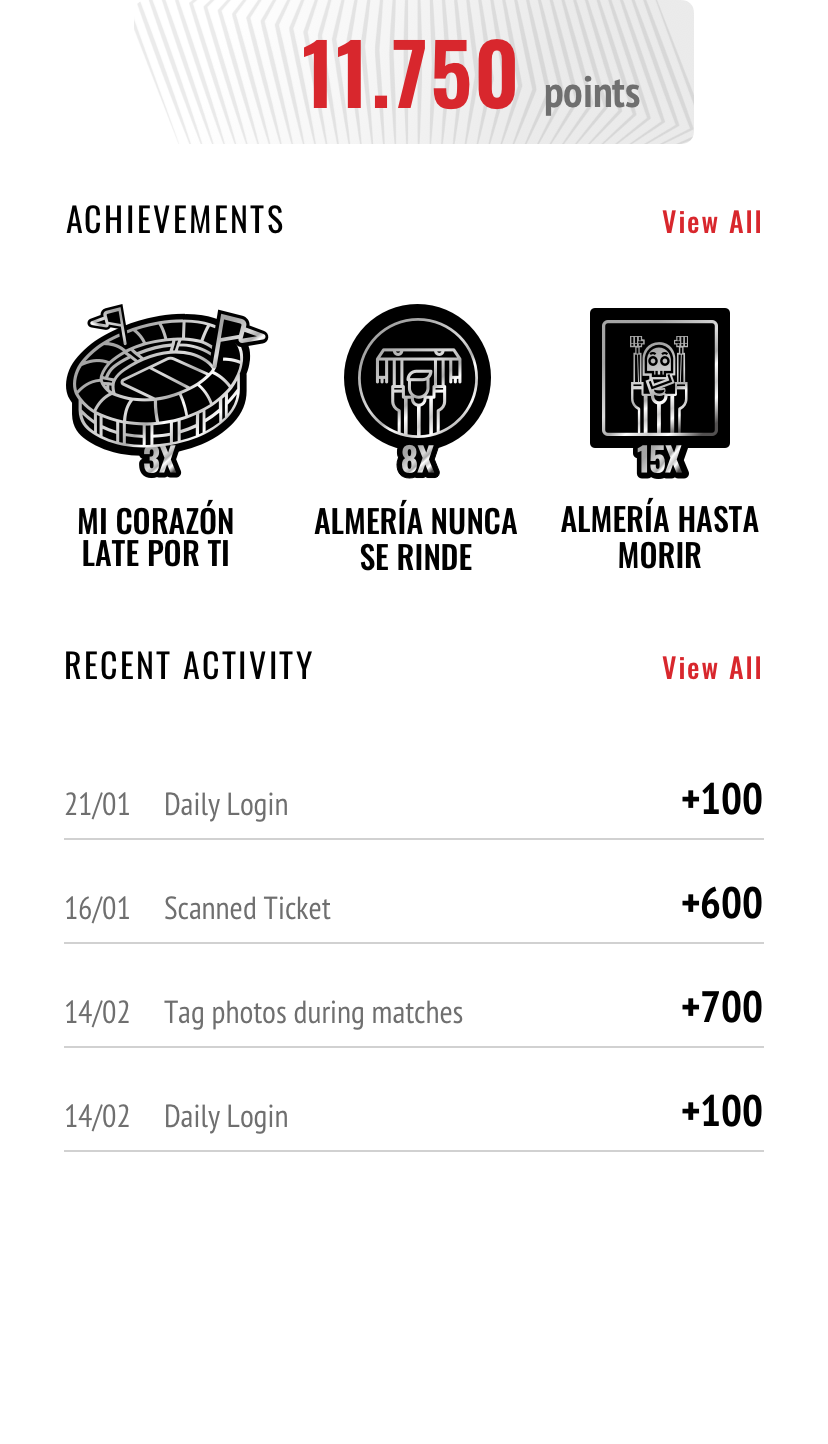 11.750 points
ACHIEVEMENTS View All
3X 8X 15X
MI CORAZÓN
LATE POR TI
ALMERÍA NUNCA
SE RINDE
ALMERÍA HASTA
MORIR
RECENT ACTIVITY View All
21/01 Daily Login +100
16/01 Scanned Ticket +600
14/02 Tag photos during matches +700
14/02 Daily Login +100